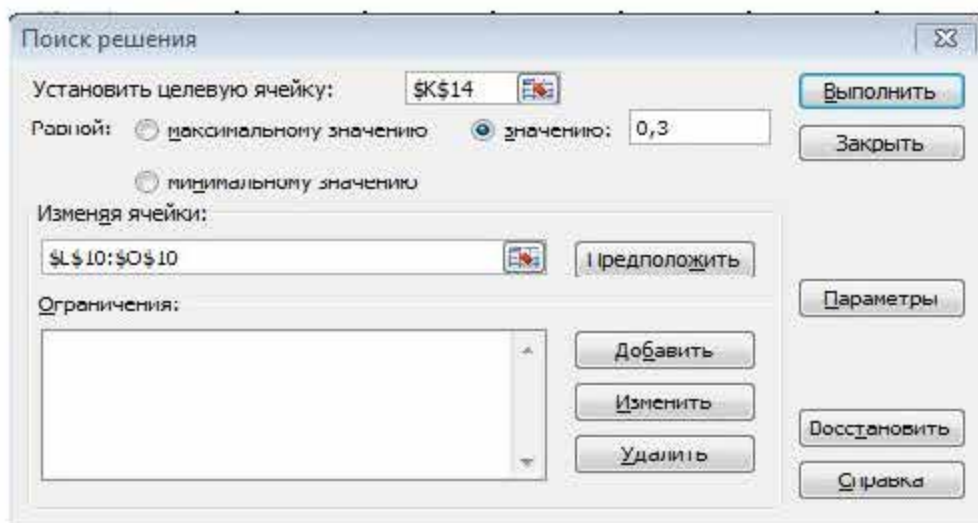 Поиск решения
Установить целевую ячейку: $K$14
Выполнить
Равной: максимальному значению значению: 0,3
Закрыть
минимальному значению
Изменяя ячейки:
$L$10:$O$10 Предположить
Ограничения:
Параметры
Добавить
Изменить
Восстановить
Удалить
Справка